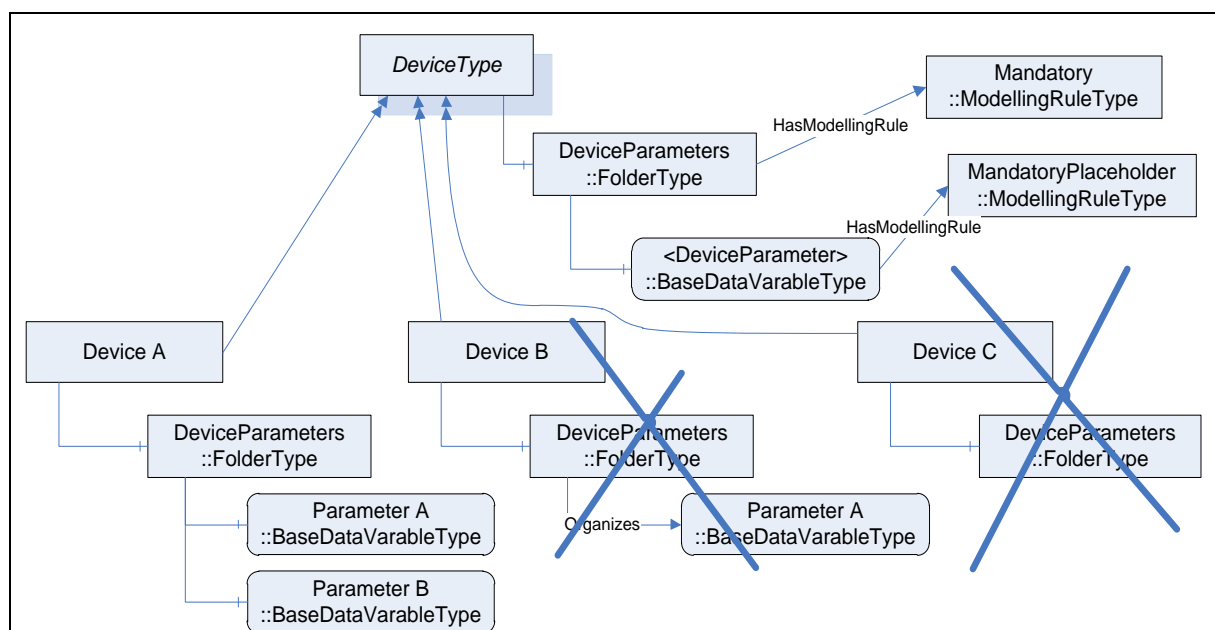 DeviceType
Mandatory
::ModellingRuleType
HasModellingRule
DeviceParameters
::FolderType
MandatoryPlaceholder
::ModellingRuleType
HasModellingRule
<DeviceParameter>
::BaseDataVarableType
Device A
Device B
Device C
DeviceParameters
::FolderType
DeviceParameters
::FolderType
DeviceParameters
::FolderType
Parameter A
::BaseDataVarableType
Organizes
Parameter A
::BaseDataVarableType
Parameter B
::BaseDataVarableType